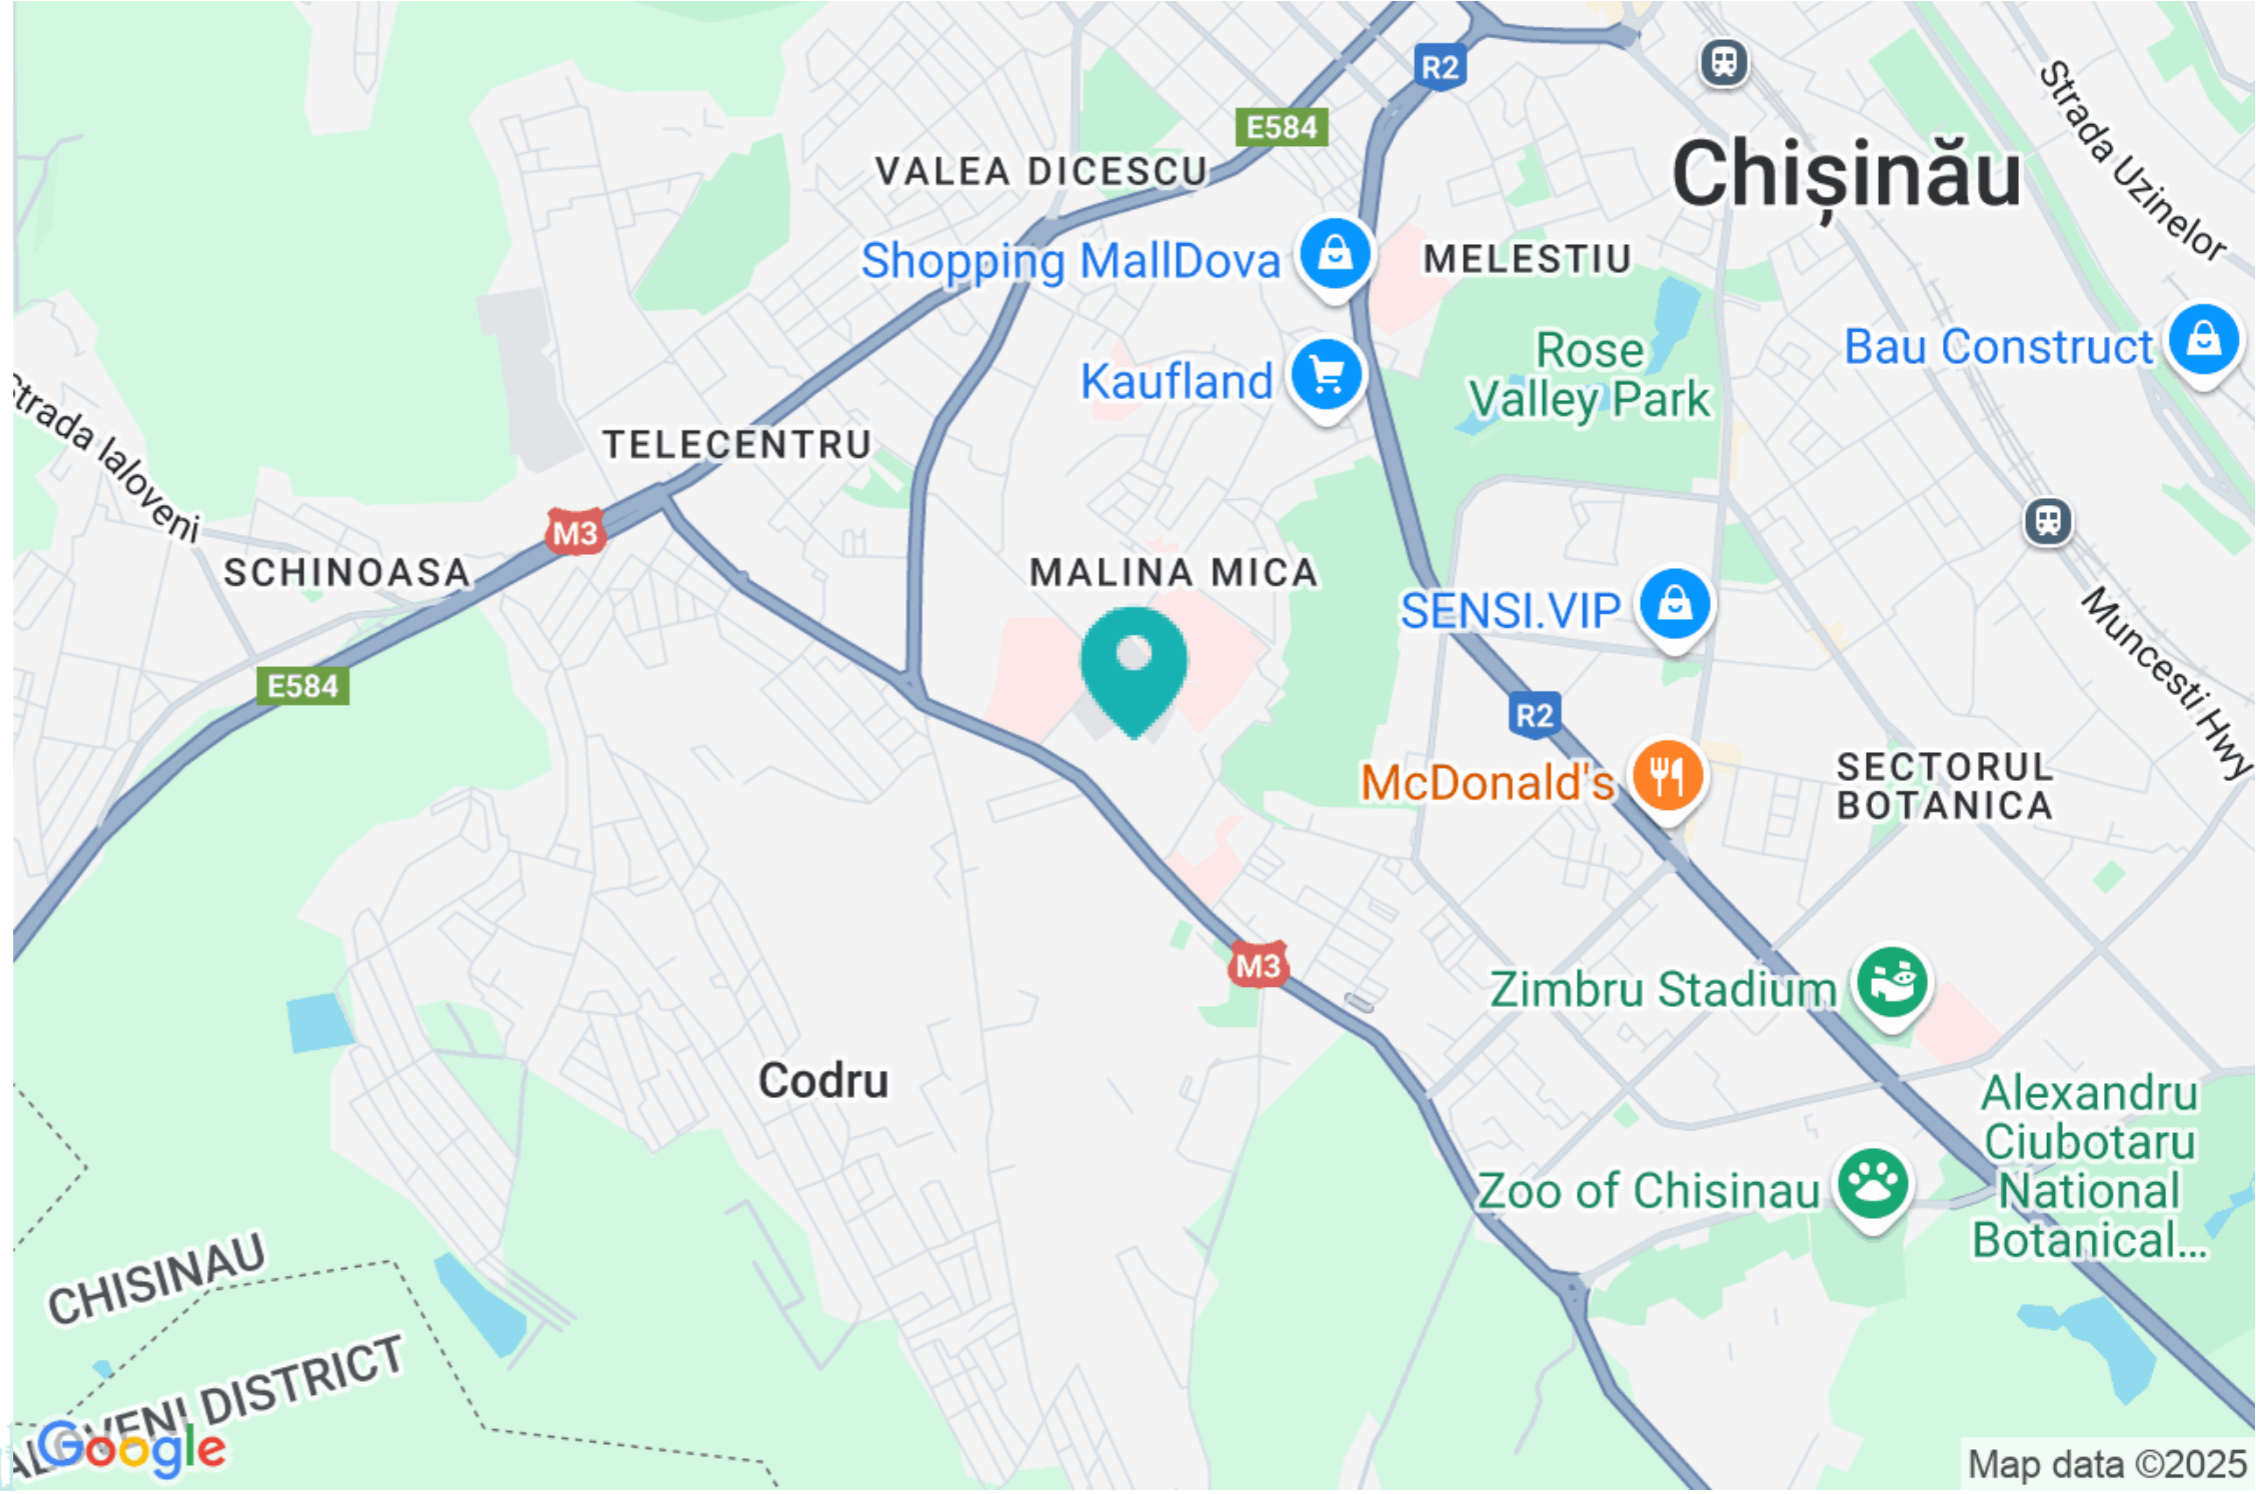 R2
E584
Chișinău
Strada Uzinelor
VALEA DICESCU
Shopping MallDova
MELESTIU
Rose
Valley Park
Bau Construct
Kaufland
Strada Ialoveni
TELECENTRU
M3
SCHINOASA
MALINA MICA
SENSI.VIP
Muncesti Hwy
E584
R2
McDonald's
SECTORUL
BOTANICA
M3
Zimbru Stadium
Codru
Alexandru
Ciubotaru
National
Botanical...
Zoo of Chisinau
CHISINAU
ALOVENI DISTRICT
Google
Map data ©2025